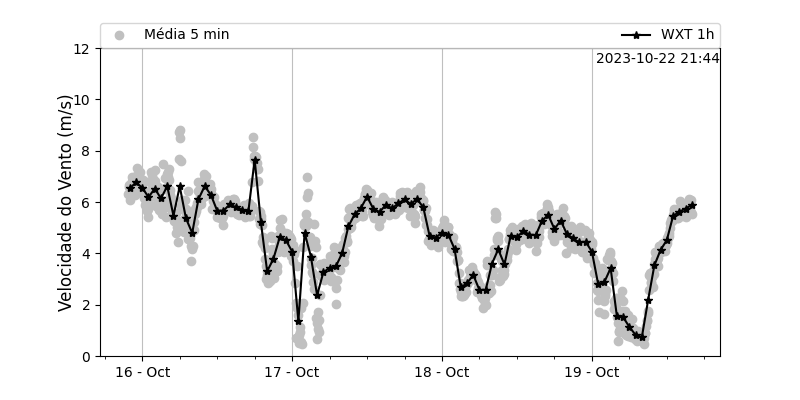 Média 5 min
WXT 1h
2023-10-22 21:44
Velocidade do Vento (m/s)
12
10
8
6
4
2
0
16 - Oct
17 - Oct
18 - Oct
19 - Oct